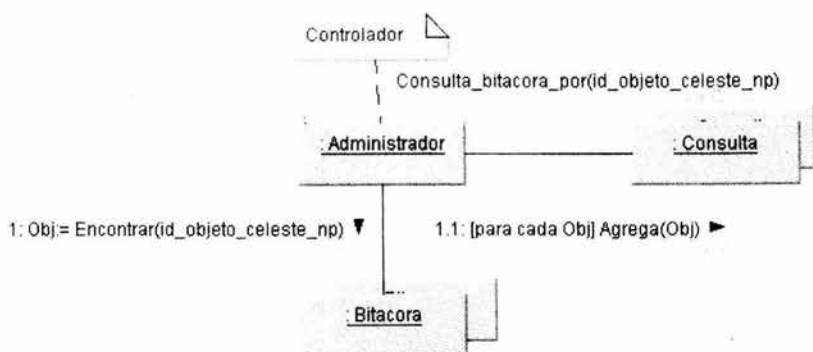 Controlador
Consulta_bitacora_por(id_objeto_celeste_np)
: Administrador
: Consulta
1: Obj:= Encontrar(id_objeto_celeste_np)
1.1: [para cada Obj] Agrega(Obj)
: Bitacora